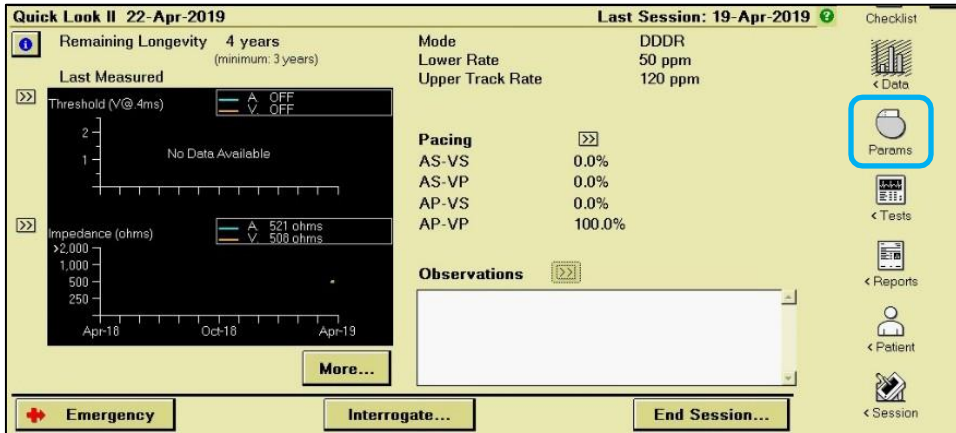 Quick Look II 22-Apr-2019
Last Session: 19-Apr-2019 ?
Checklist
i
Remaining Longevity 4 years
(minimum: 3 years)
Last Measured
>>
Threshold (V@.4ms)
A. OFF
V. OFF
2
1
No Data Available
>>
Impedance (ohms)
A. 521 ohms
V. 508 ohms
>2,000
1,000
500
250
Apr-18 Oct-18 Apr-19
More...
Mode DDDR
Lower Rate 50 ppm
Upper Track Rate 120 ppm
Pacing >>
AS-VS 0.0%
AS-VP 0.0%
AP-VS 0.0%
AP-VP 100.0%
Observations >>
< Data
Params
< Tests
< Reports
< Patient
< Session
Emergency
Interrogate...
End Session...